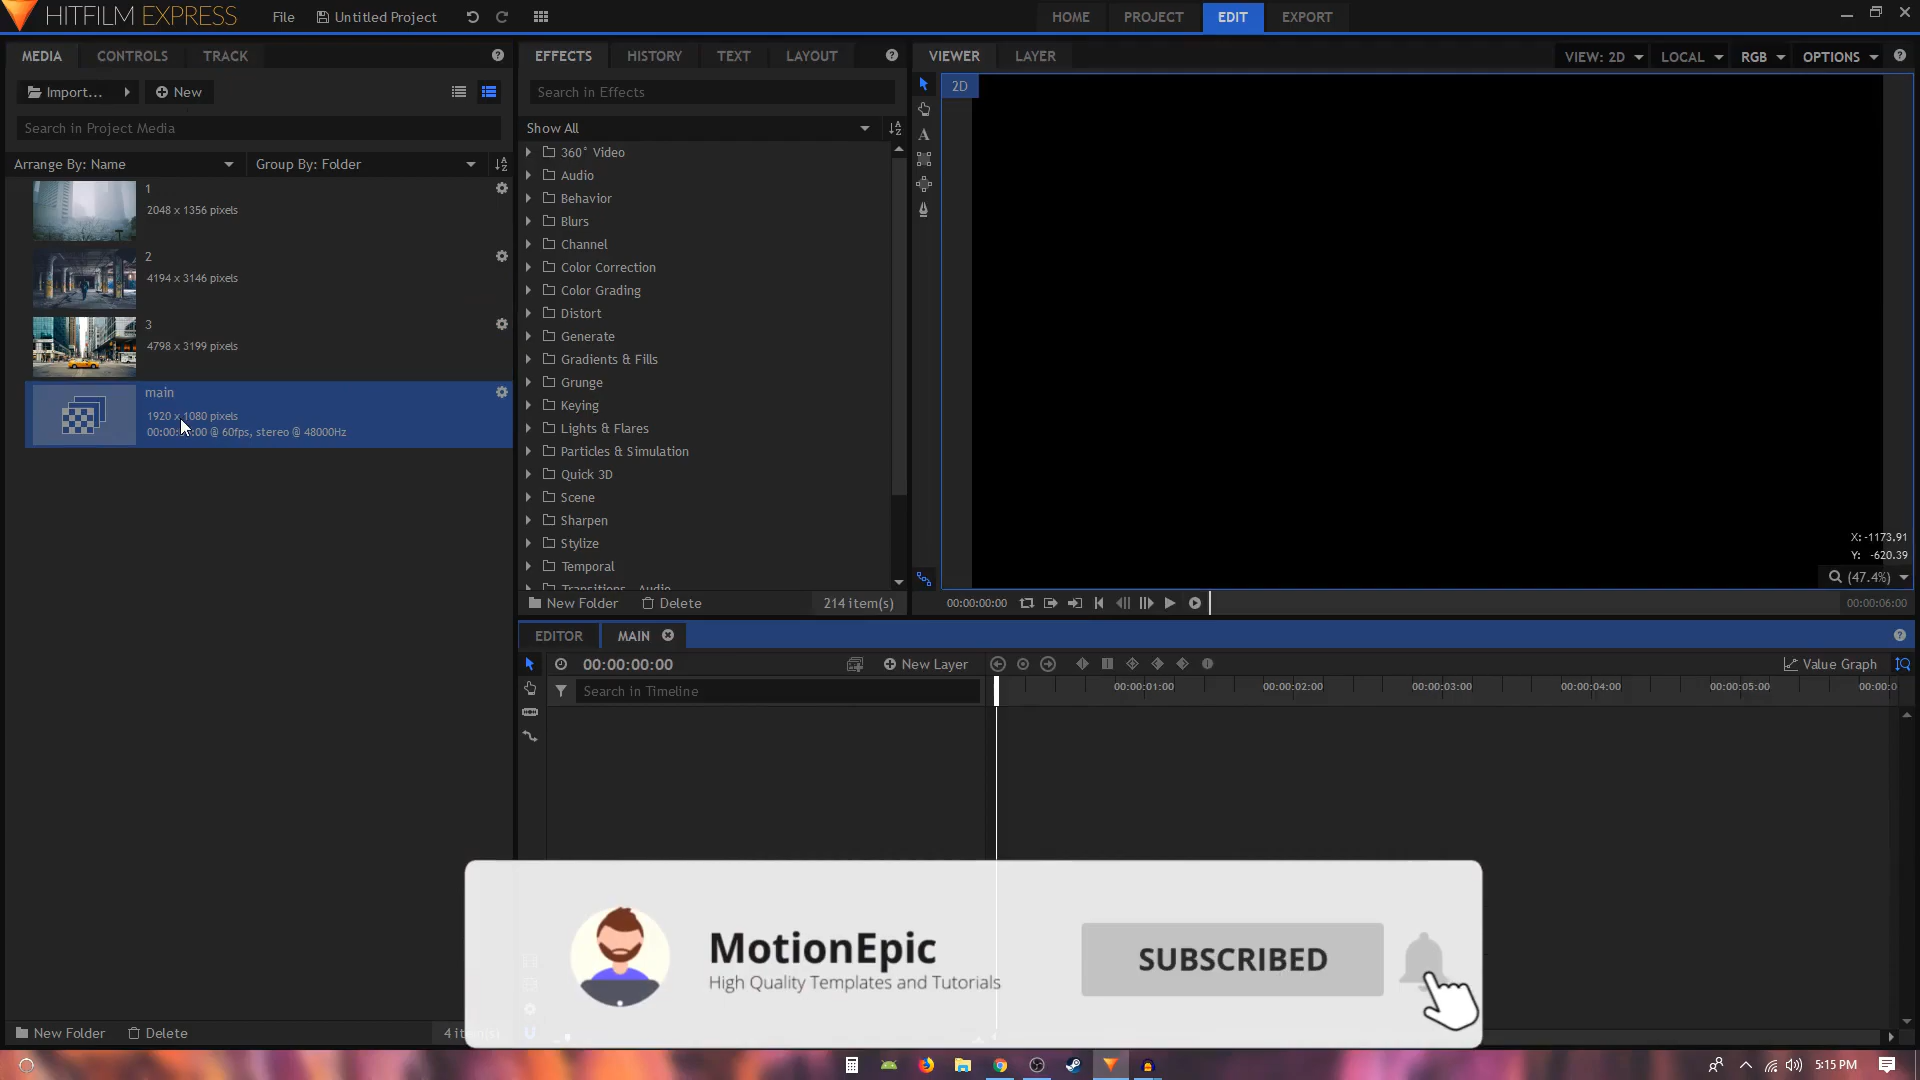 HITFILM EXPRESS
File
Untitled Project
HOME
PROJECT
EDIT
EXPORT
MEDIA
CONTROLS
TRACK
Import...
New
Search in Project Media
Arrange By: Name
Group By: Folder
1
2048 x 1356 pixels
2
4194 x 3146 pixels
3
4798 x 3199 pixels
main
1920 x 1080 pixels
@ 60fps, stereo @ 48000Hz
New Folder
Delete
EFFECTS
HISTORY
TEXT
LAYOUT
Search in Effects
Show All
360° Video
Audio
Behavior
Blurs
Channel
Color Correction
Color Grading
Distort
Generate
Gradients & Fills
Grunge
Keying
Lights & Flares
Particles & Simulation
Quick 3D
Scene
Sharpen
Stylize
Temporal
Transitions - Audio
New Folder
Delete
214 item(s)
VIEWER
LAYER
VIEW: 2D
LOCAL
RGB
OPTIONS
2D
X: -1173.91
Y: -620.39
(47.4%)
00:00:00:00
00:00:06:00
EDITOR
MAIN
00:00:00:00
New Layer
Value Graph
Search in Timeline
00:00:01:00
00:00:02:00
00:00:03:00
00:00:04:00
00:00:05:00
00:00:0
MotionEpic
High Quality Templates and Tutorials
SUBSCRIBED
5:15 PM